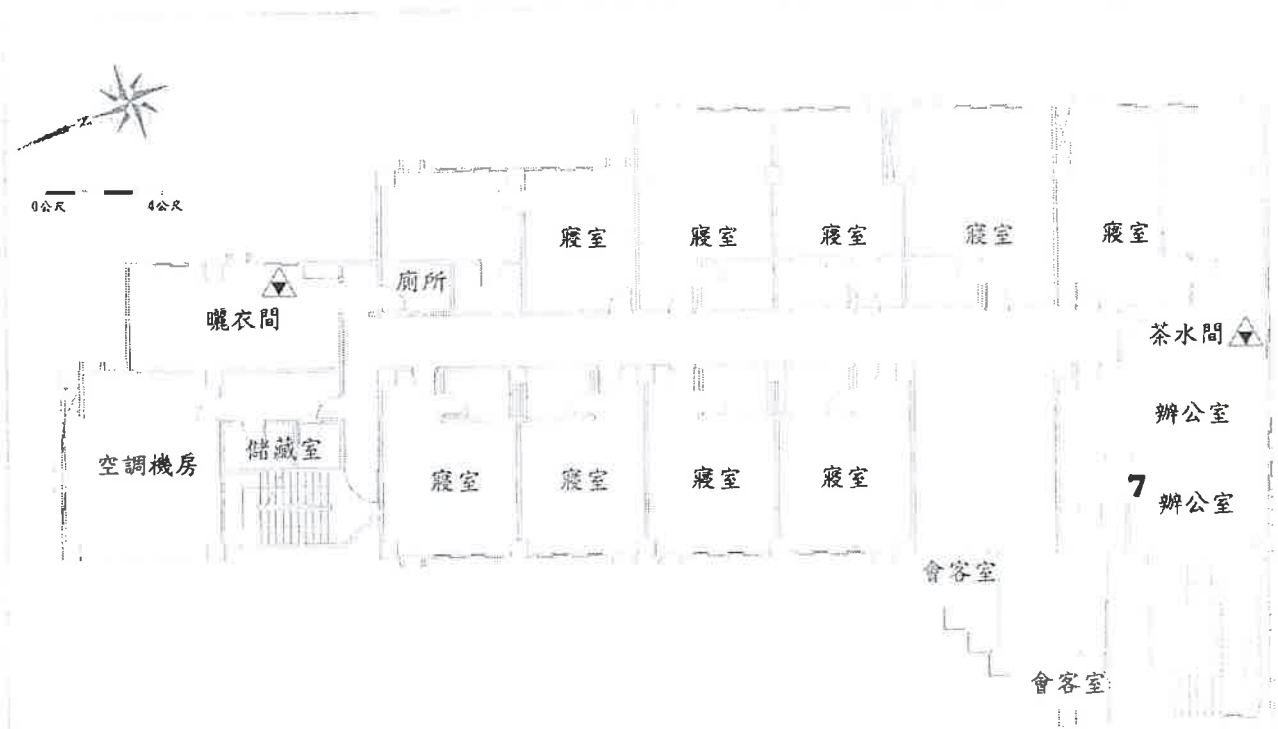 N
0公尺 4公尺
寢室 寢室 寢室 寢室 寢室
廁所
曬衣間
茶水間
辦公室
儲藏室
空調機房
寢室 寢室 寢室 寢室
7 辦公室
會客室
會客室